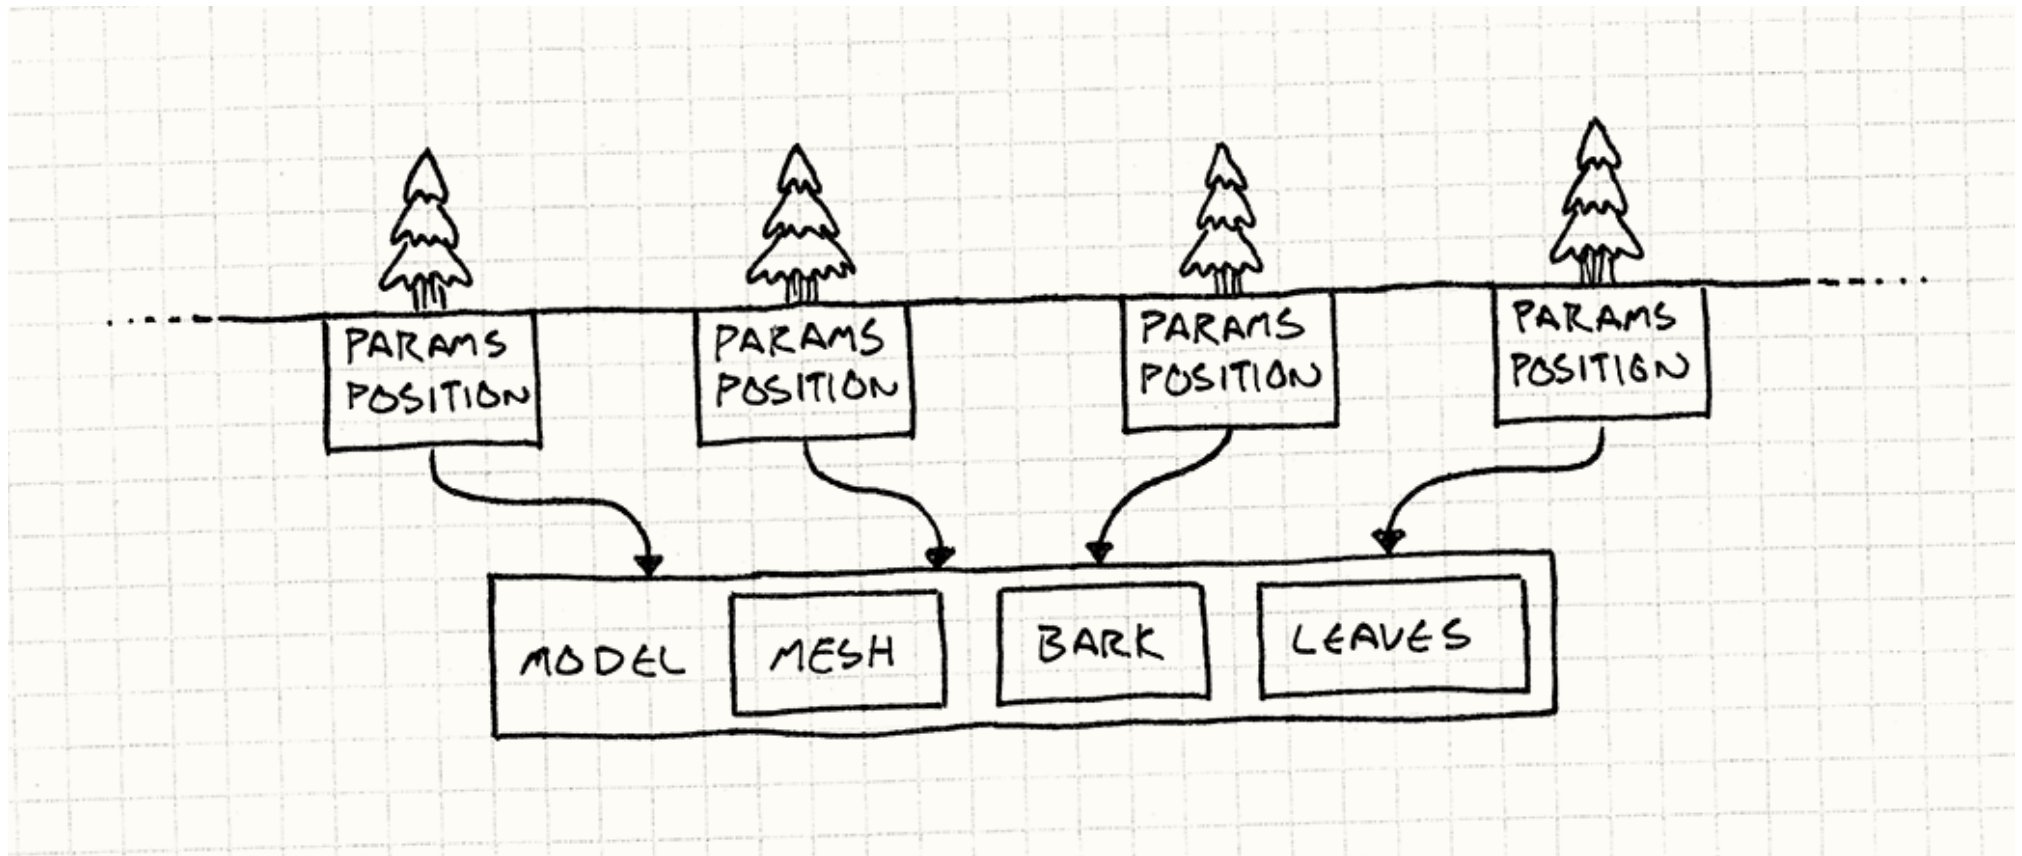 PARAMS
POSITION
PARAMS
POSITION
PARAMS
POSITION
PARAMS
POSITION
MODEL
MESH
BARK
LEAVES